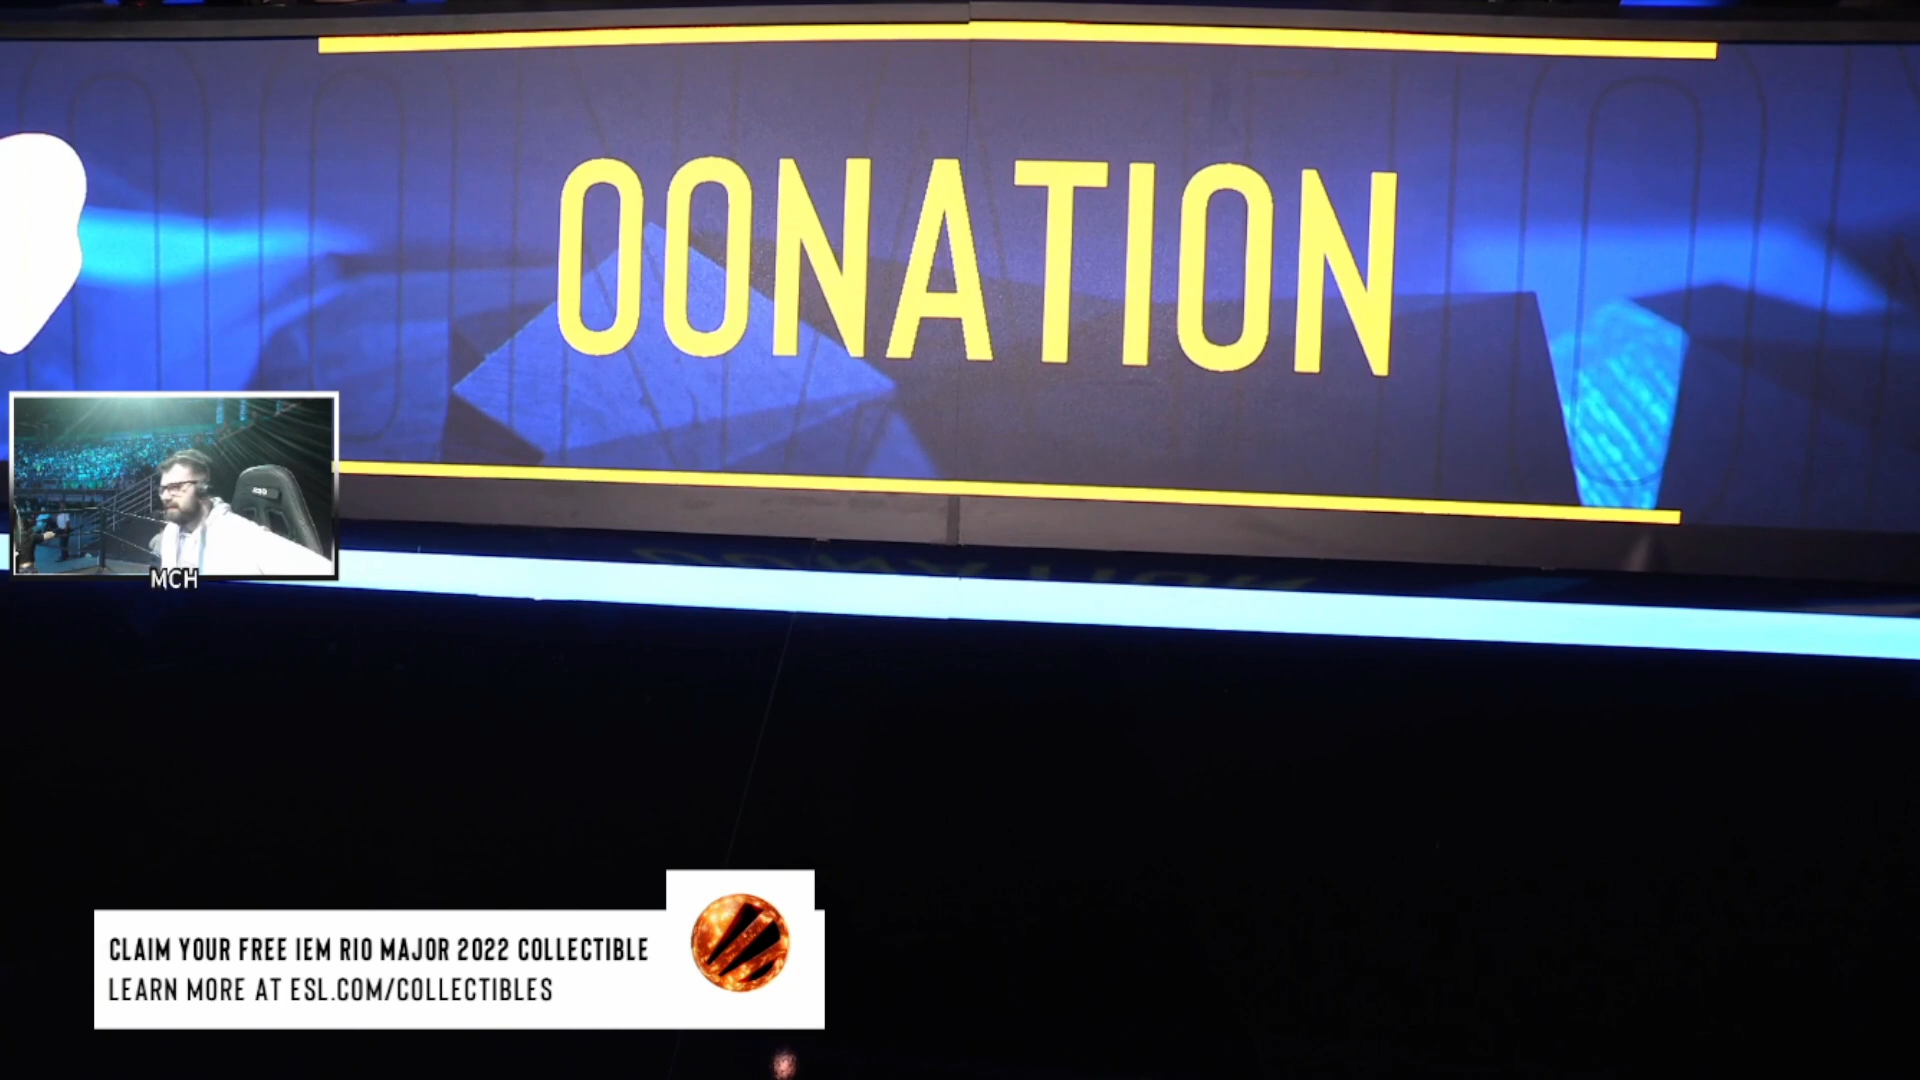 OONATION
MCH
CLAIM YOUR FREE IEM RIO MAJOR 2022 COLLECTIBLE
LEARN MORE AT ESL.COM/COLLECTIBLES